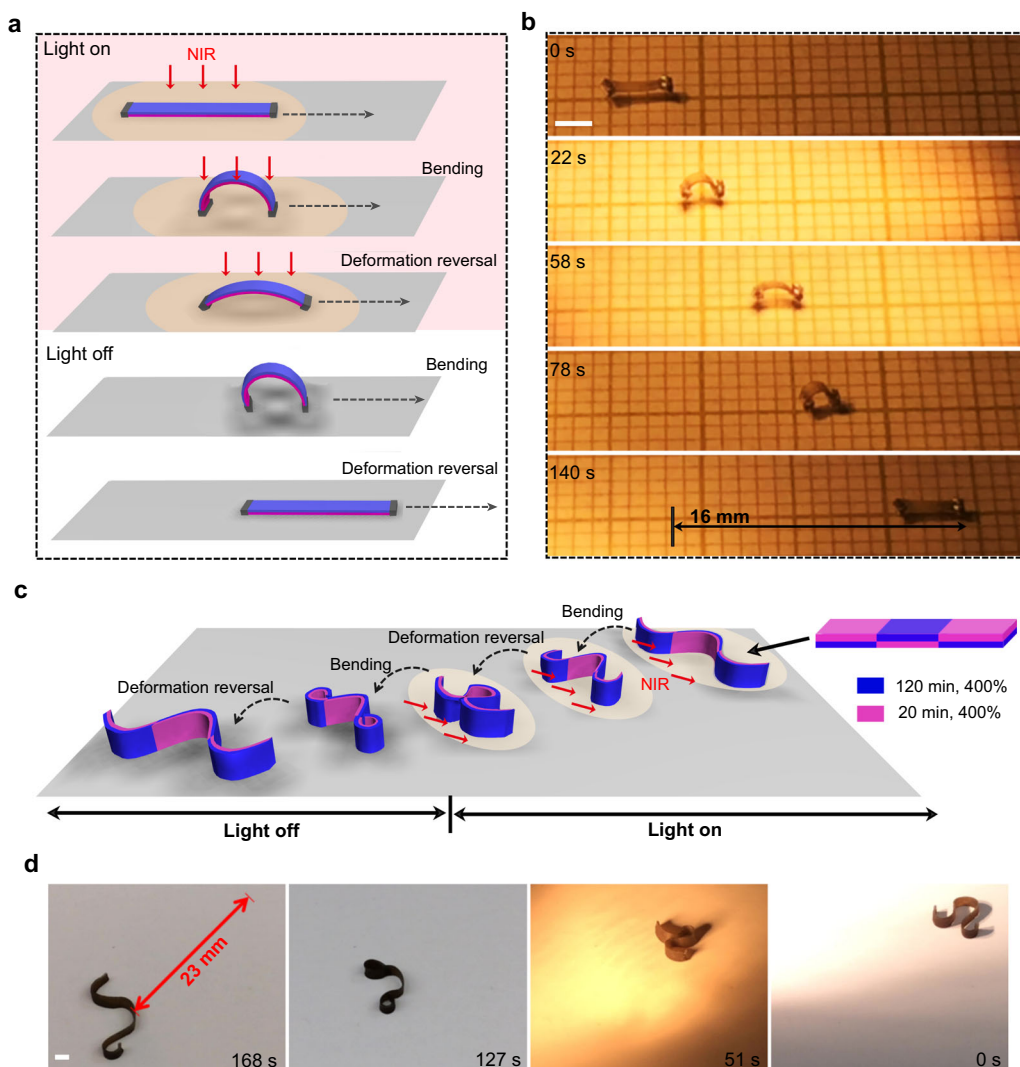 a
Light on
NIR
Bending
Deformation reversal
Light off
Bending
Deformation reversal
b
0 s
22 s
58 s
78 s
140 s
16 mm
c
Deformation reversal
Bending
Deformation reversal
Bending
NIR
120 min, 400%
20 min, 400%
Light off
Light on
d
23 mm
168 s
127 s
51 s
0 s